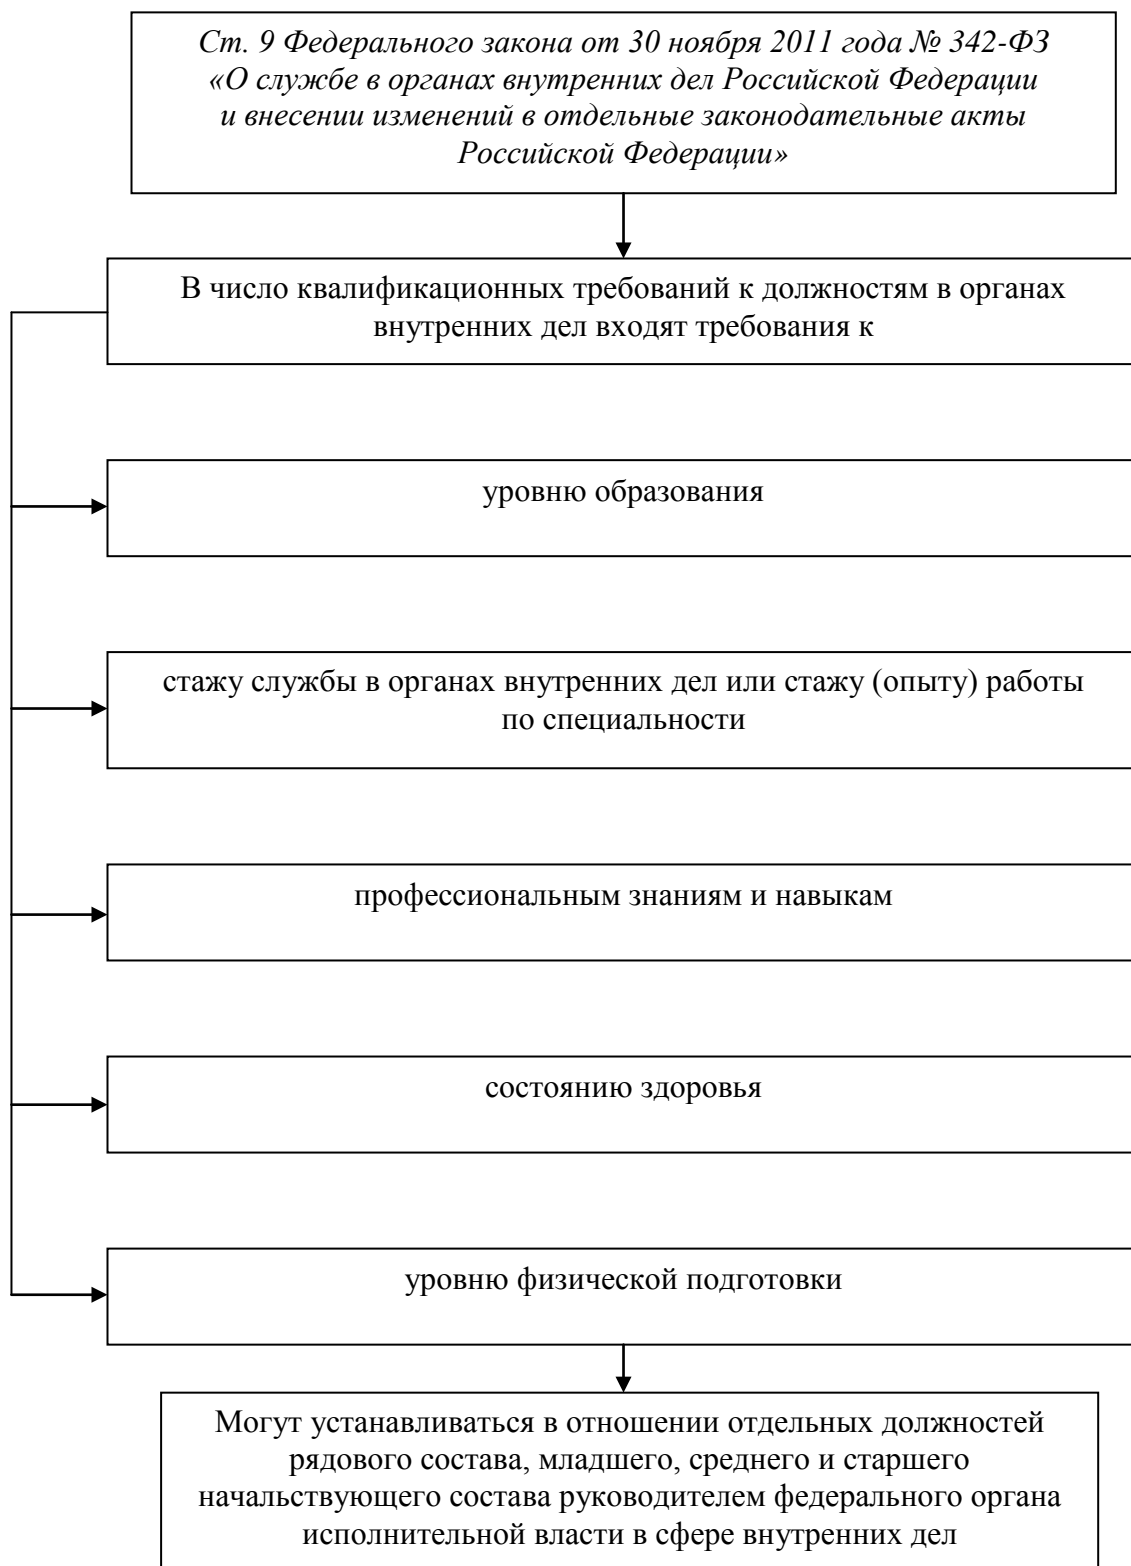 Ст. 9 Федерального закона от 30 ноября 2011 года № 342-ФЗ
«О службе в органах внутренних дел Российской Федерации
и внесении изменений в отдельные законодательные акты
Российской Федерации»
В число квалификационных требований к должностям в органах
внутренних дел входят требования к
уровню образования
стажу службы в органах внутренних дел или стажу (опыту) работы
по специальности
профессиональным знаниям и навыкам
состоянию здоровья
уровню физической подготовки
Могут устанавливаться в отношении отдельных должностей
рядового состава, младшего, среднего и старшего
начальствующего состава руководителем федерального органа
исполнительной власти в сфере внутренних дел